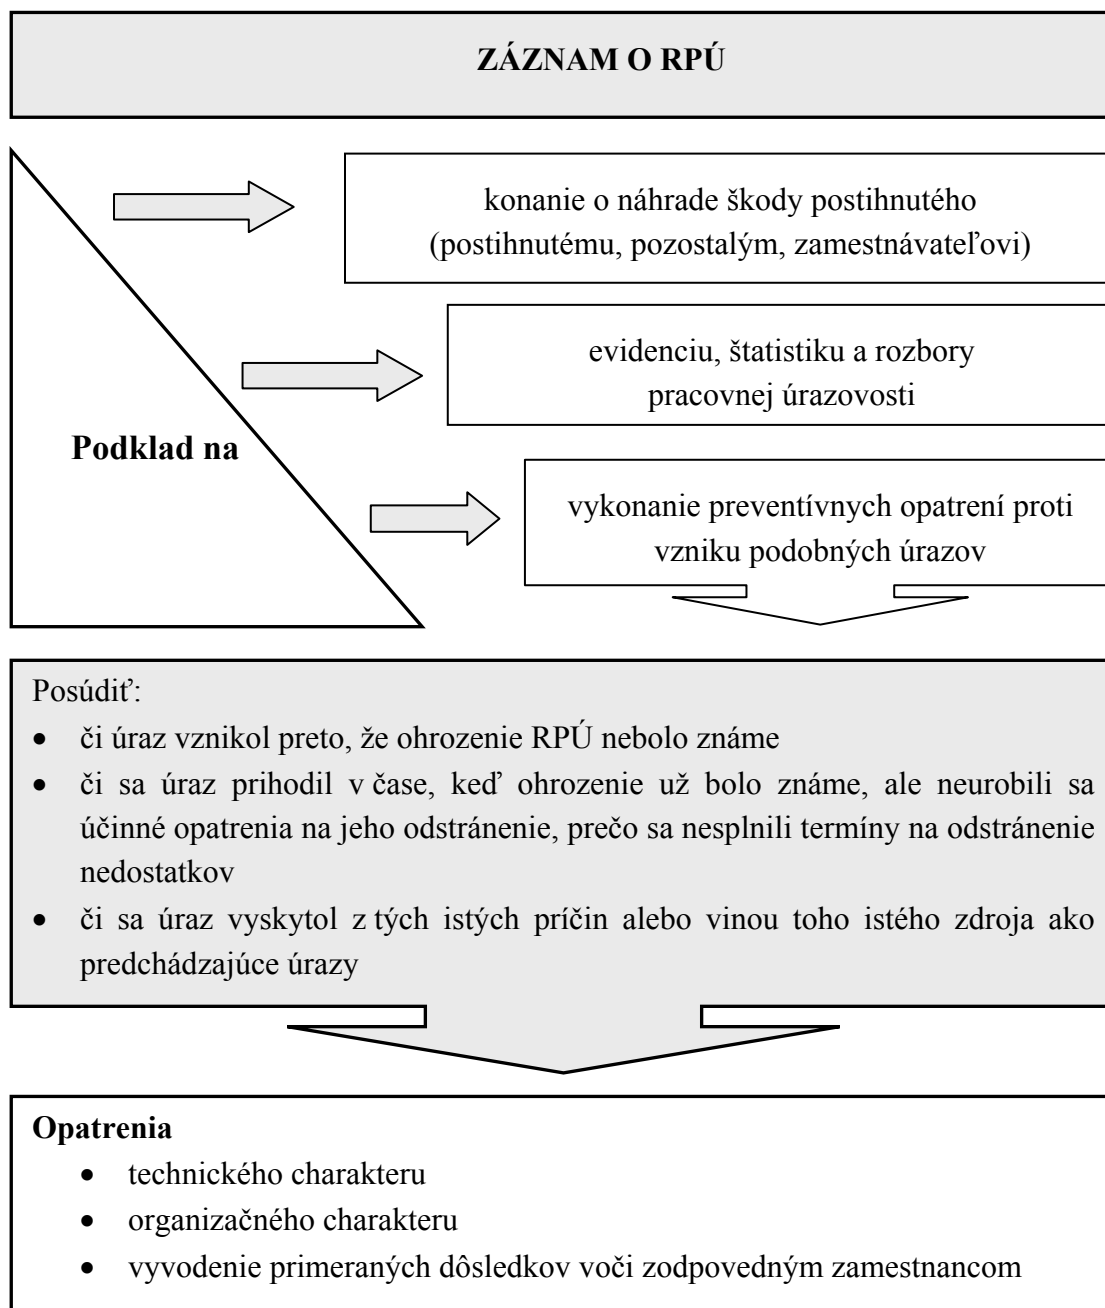 ZÁZNAM O RPÚ
konanie o náhrade škody postihnutého
(postihnutému, pozostalým, zamestnávateľovi)
evidenciu, štatistiku a rozbory
pracovnej úrazovosti
Podklad na
vykonanie preventívnych opatrení proti
vzniku podobných úrazov
Posúdiť:
• či úraz vznikol preto, že ohrozenie RPÚ nebolo známe
• či sa úraz prihodil v čase, keď ohrozenie už bolo známe, ale neurobili sa
účinné opatrenia na jeho odstránenie, prečo sa nesplnili termíny na odstránenie
nedostatkov
• či sa úraz vyskytol z tých istých príčin alebo vinou toho istého zdroja ako
predchádzajúce úrazy
Opatrenia
• technického charakteru
• organizačného charakteru
• vyvodenie primeraných dôsledkov voči zodpovedným zamestnancom